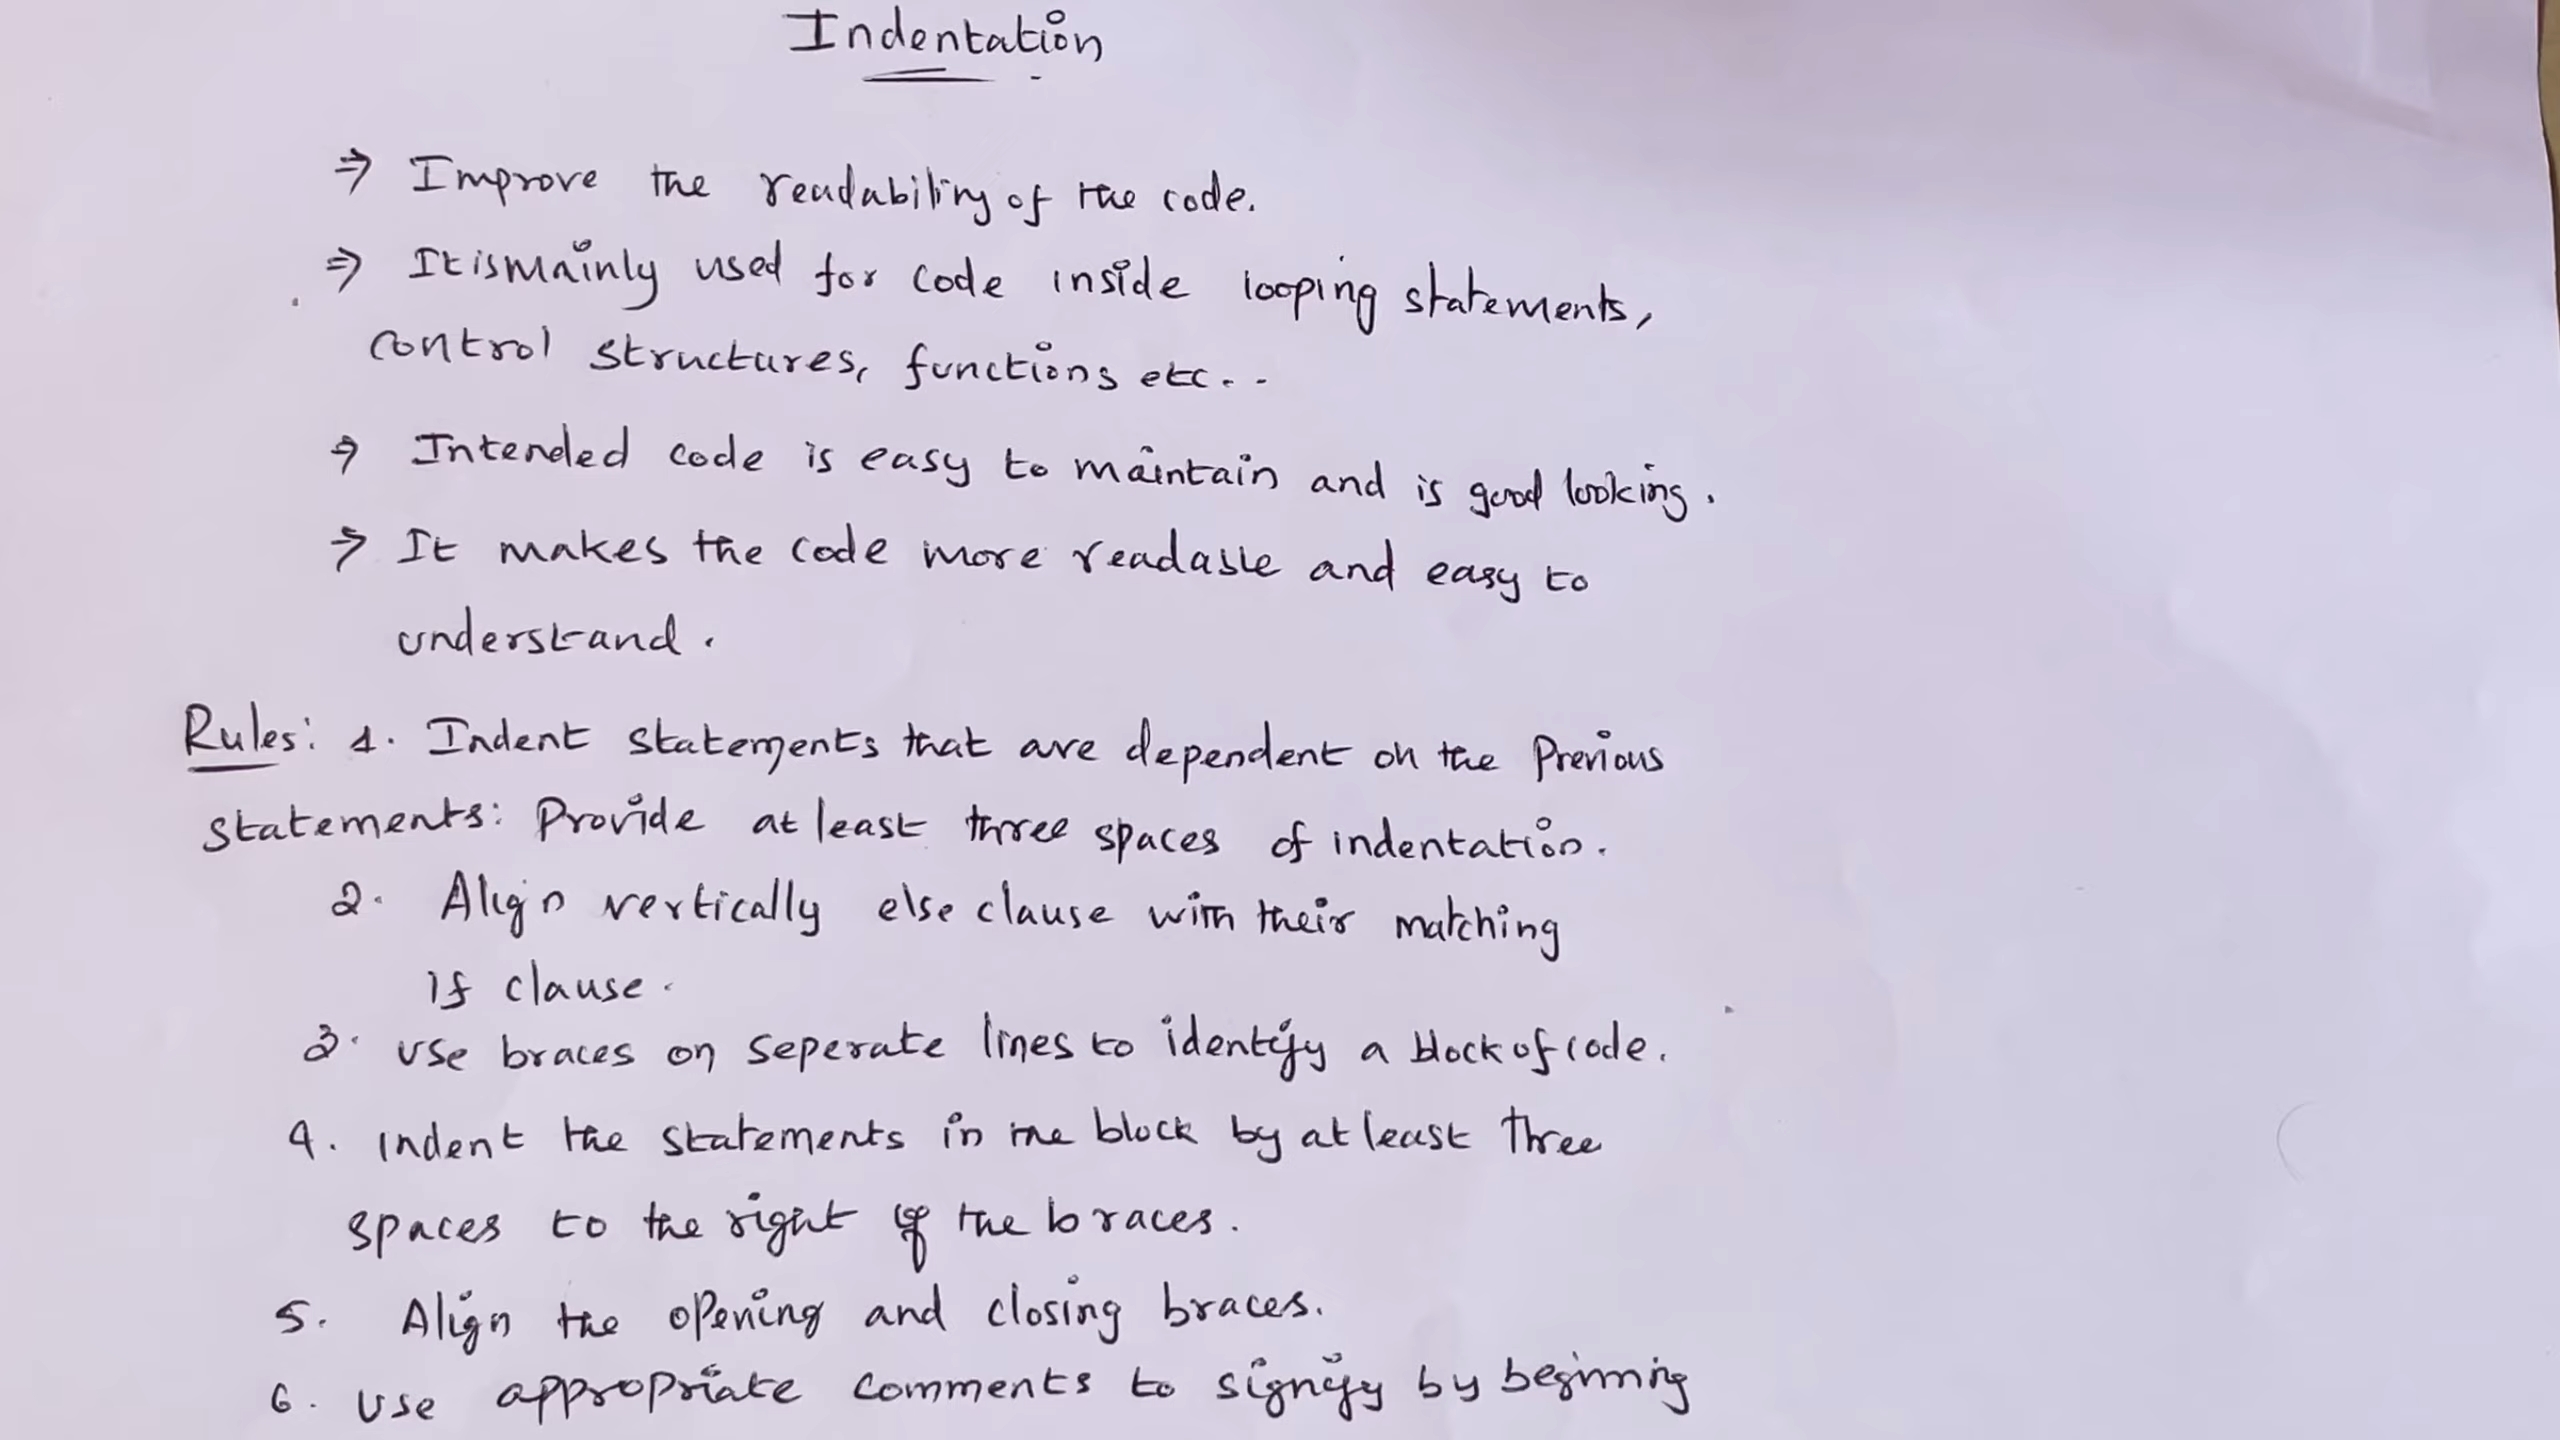 Indentation
⇒ Improve the readability of the code.
⇒ It is mainly used for code inside looping statements,
control structures, functions etc..
⇒ Intended code is easy to maintain and is good looking.
⇒ It makes the code more readable and easy to
understand.
Rules: 1. Indent statements that are dependent on the Previous
statements: Provide at least three spaces of indentation.
2. Align vertically else clause with their matching
if clause.
3. Use braces on seperate lines to identify a block of code.
4. indent the statements in the block by at least three
spaces to the right of the braces.
5. Align the opening and closing braces.
6. Use appropriate comments to signify by beginning